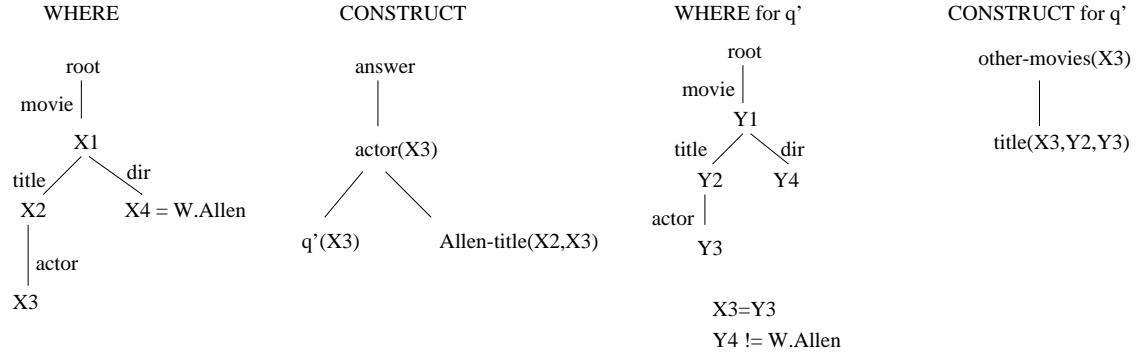 WHERE
CONSTRUCT
WHERE for q’
CONSTRUCT for q’
root
movie
X1
title
dir
X2
X4 = W.Allen
actor
X3
answer
actor(X3)
q’(X3)
Allen-title(X2,X3)
root
movie
Y1
title
dir
Y2
Y4
actor
Y3
X3=Y3
Y4 != W.Allen
other-movies(X3)
title(X3,Y2,Y3)